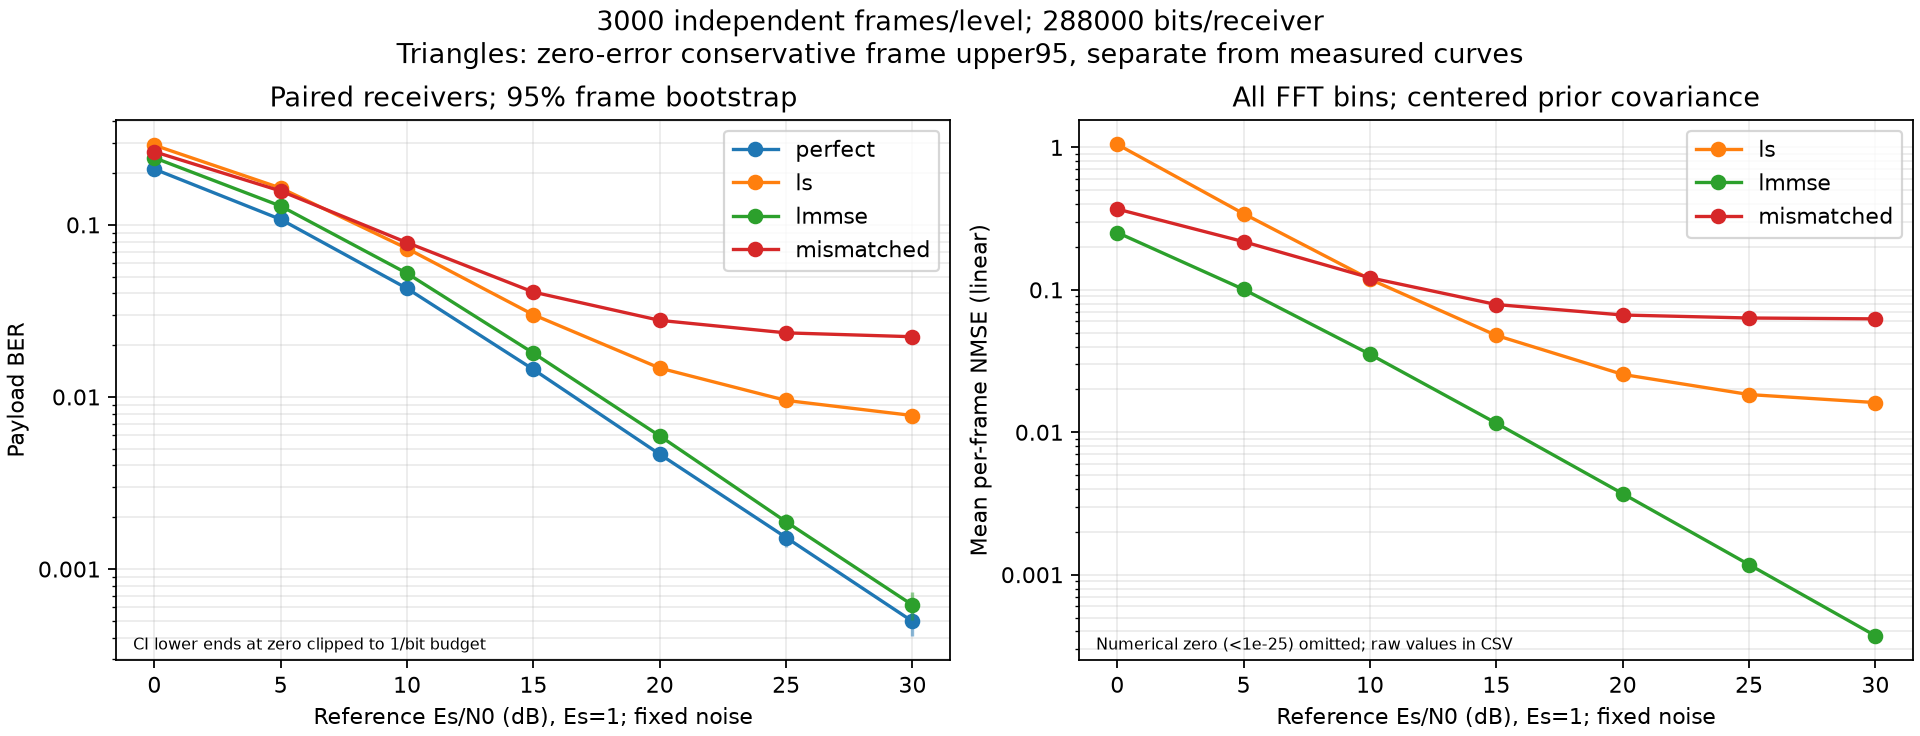 3000 independent frames/level; 288000 bits/receiver
Triangles: zero-error conservative frame upper95, separate from measured curves
Paired receivers; 95% frame bootstrap
Payload BER
0.1
0.01
0.001
perfect
ls
lmmse
mismatched
CI lower ends at zero clipped to 1/bit budget
0 5 10 15 20 25 30
Reference Es/N0 (dB), Es=1; fixed noise
All FFT bins; centered prior covariance
Mean per-frame NMSE (linear)
1
0.1
0.01
0.001
ls
lmmse
mismatched
Numerical zero (<1e-25) omitted; raw values in CSV
0 5 10 15 20 25 30
Reference Es/N0 (dB), Es=1; fixed noise